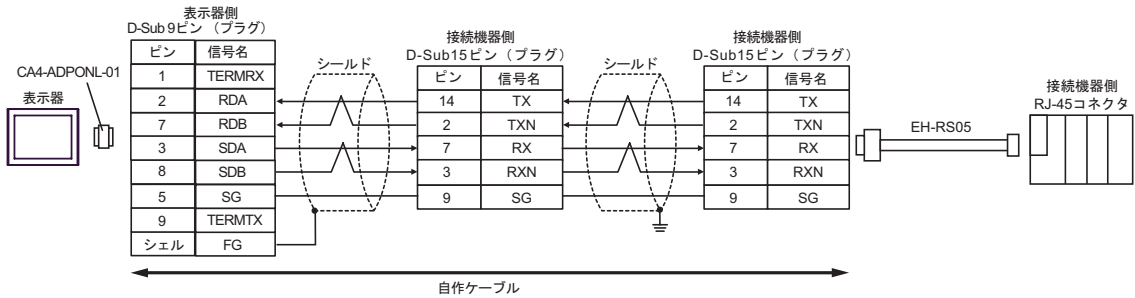 表示器側
D-Sub 9ピン （プラグ）
ピン 信号名
1 TERMRX
2 RDA
7 RDB
3 SDA
8 SDB
5 SG
9 TERMTX
シェル FG
CA4-ADPONL-01
表示器
シールド
接続機器側
D-Sub15ピン（プラグ）
ピン 信号名
14 TX
2 TXN
7 RX
3 RXN
9 SG
シールド
接続機器側
D-Sub15ピン（プラグ）
ピン 信号名
14 TX
2 TXN
7 RX
3 RXN
9 SG
EH-RS05
接続機器側
RJ-45コネクタ
自作ケーブル